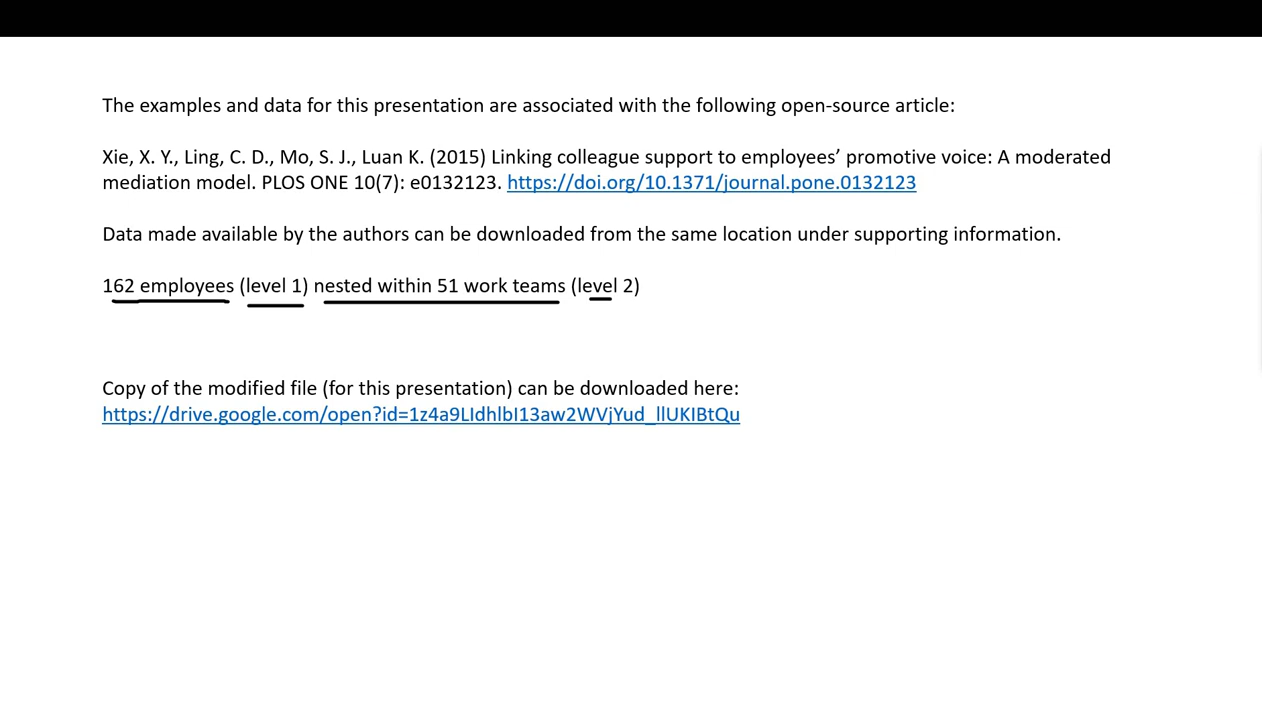 The examples and data for this presentation are associated with the following open-source article:
Xie, X. Y., Ling, C. D., Mo, S. J., Luan K. (2015) Linking colleague support to employees’ promotive voice: A moderated
mediation model. PLOS ONE 10(7): e0132123. https://doi.org/10.1371/journal.pone.0132123
Data made available by the authors can be downloaded from the same location under supporting information.
162 employees (level 1) nested within 51 work teams (level 2)
Copy of the modified file (for this presentation) can be downloaded here:
https://drive.google.com/open?id=1z4a9LIdhlbI13aw2WVjYud_llUKIBtQu